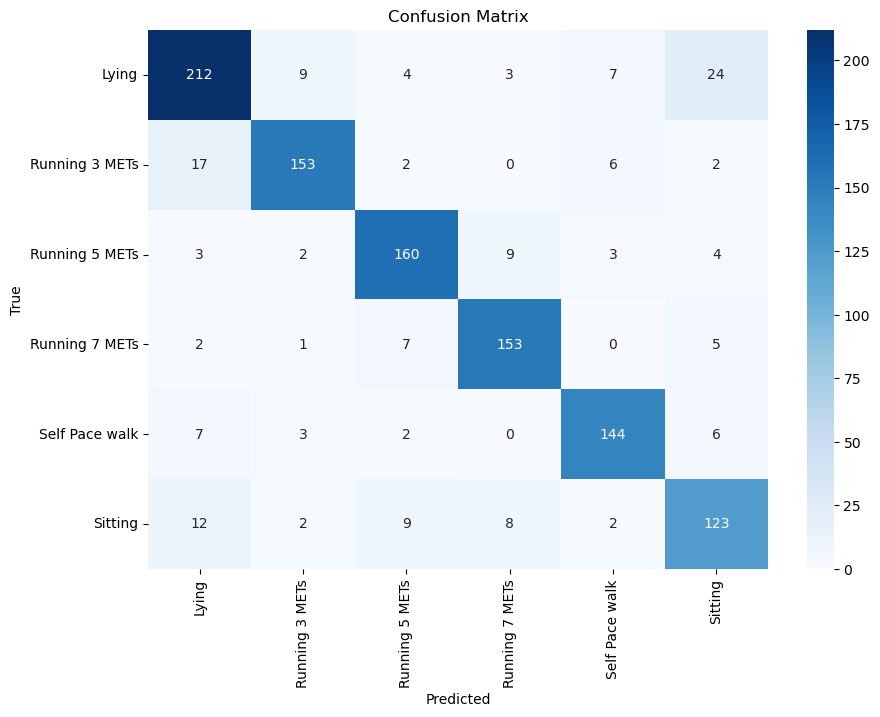 Confusion Matrix
Lying 212 9 4 3 7 24
Running 3 METs 17 153 2 0 6 2
Running 5 METs 3 2 160 9 3 4
Running 7 METs 2 1 7 153 0 5
Self Pace walk 7 3 2 0 144 6
Sitting 12 2 9 8 2 123
True
Lying
Running 3 METs
Running 5 METs
Running 7 METs
Self Pace walk
Sitting
Predicted
200
175
150
125
100
75
50
25
0